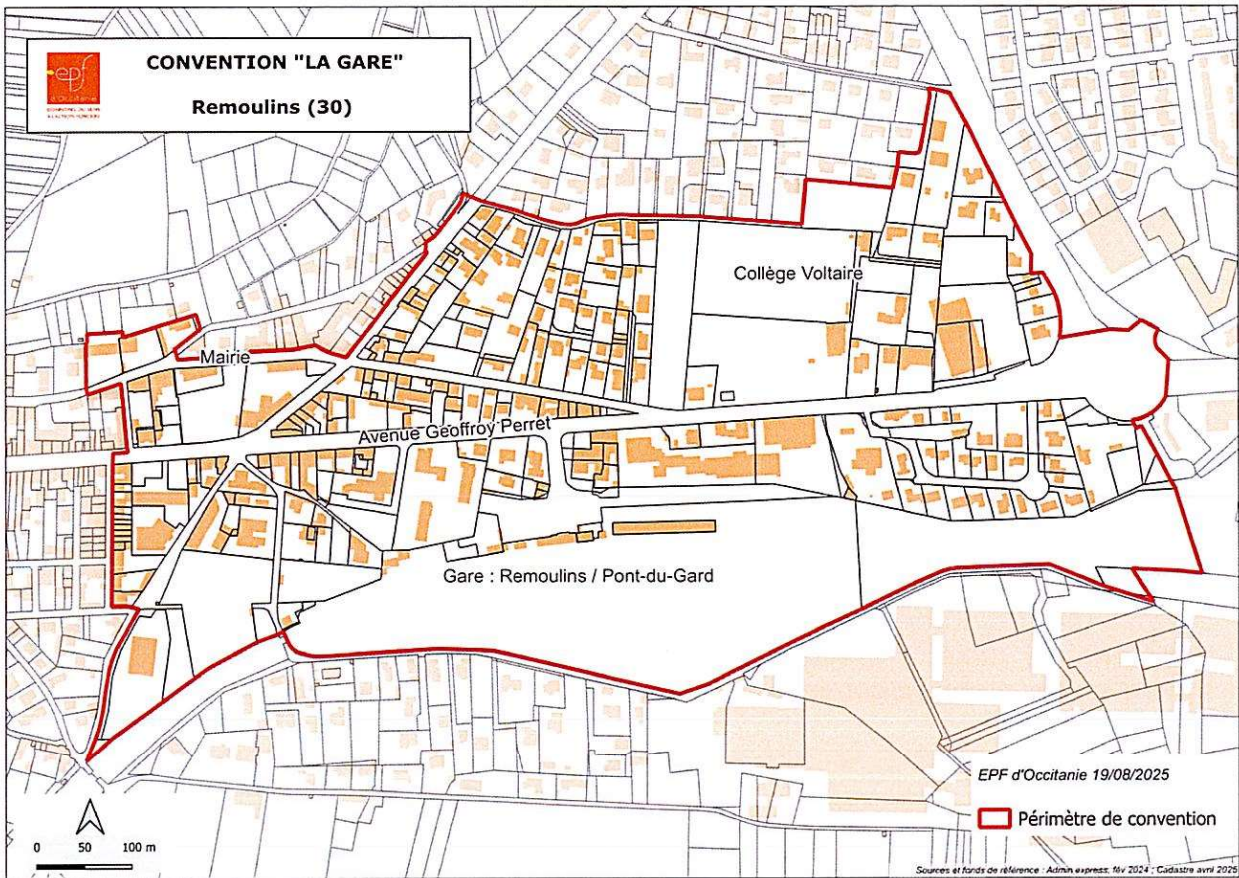 epf
d'Occitanie
CONVENTION "LA GARE"
Remoulins (30)
Collège Voltaire
Mairie
Avenue Geoffroy Perret
Gare : Remoulins / Pont-du-Gard
EPF d'Occitanie 19/08/2025
Périmètre de convention
0 50 100 m
Sources et fonds de référence : Admin express, fév 2024 ; Cadastre avril 2025